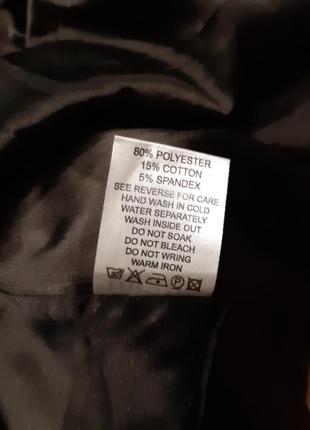 80% POLYESTER
15% COTTON
5% SPANDEX
SEE REVERSE FOR CARE
HAND WASH IN COLD
WATER SEPARATELY
WASH INSIDE OUT
DO NOT SOAK
DO NOT BLEACH
DO NOT WRING
WARM IRON
30 P